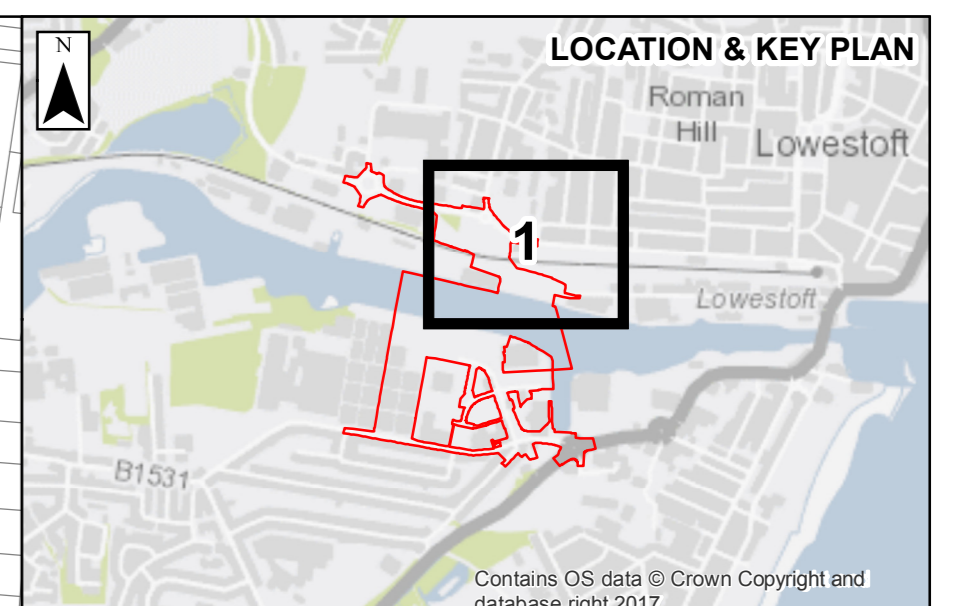 N
LOCATION & KEY PLAN
Roman
Hill
Lowestoft
1
Lowestoft
B1531
Contains OS data © Crown Copyright and
database right 2017